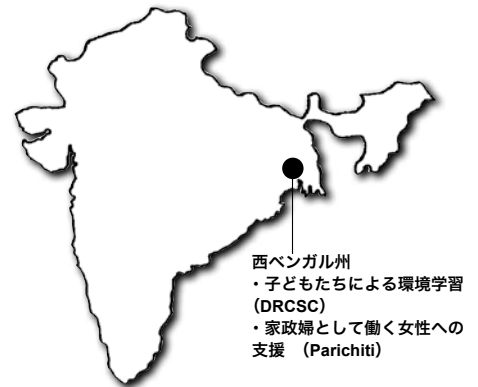 西ベンガル州
・子どもたちによる環境学習
（DRCSC）
・家政婦として働く女性への
支援　（Parichiti）